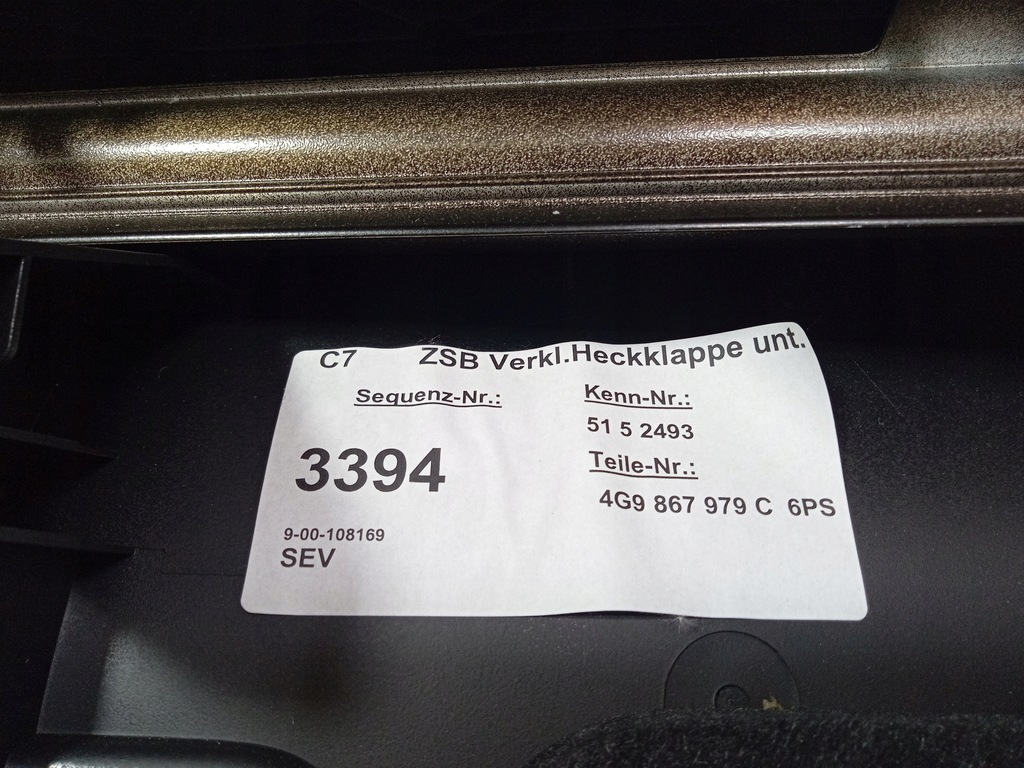 C7 ZSB Verkl.Heckklappe unt.
Sequenz-Nr.: Kenn-Nr.:
51 5 2493
3394 Teile-Nr.:
4G9 867 979 C 6PS
9-00-108169
SEV